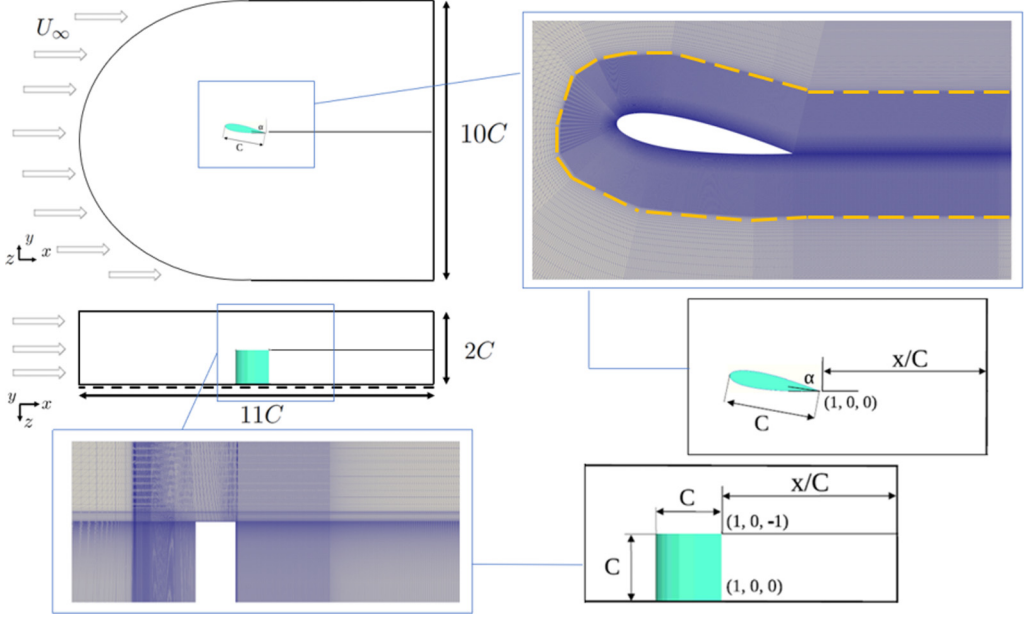 U∞
α
C
10C
y
z x
2C
y x
z
11C
x/C
α
(1, 0, 0)
C
x/C
C
(1, 0, -1)
C
(1, 0, 0)